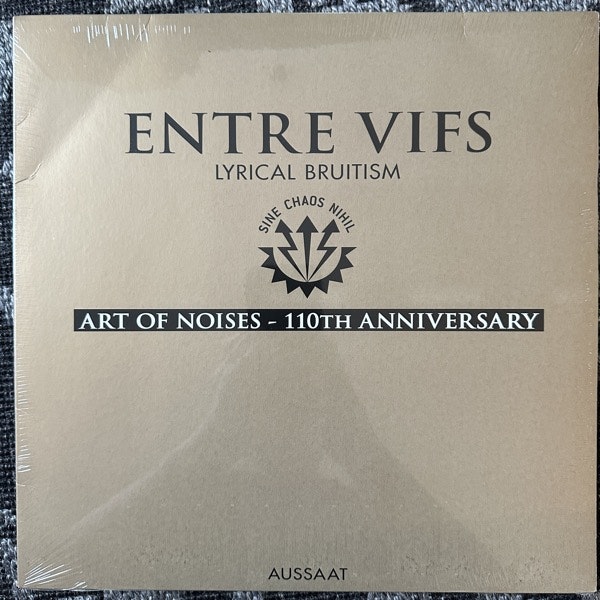 ENTRE VIFS
LYRICAL BRUITISM
SINE CHAOS NIHIL
ART OF NOISES - 110TH ANNIVERSARY
AUSSAAT